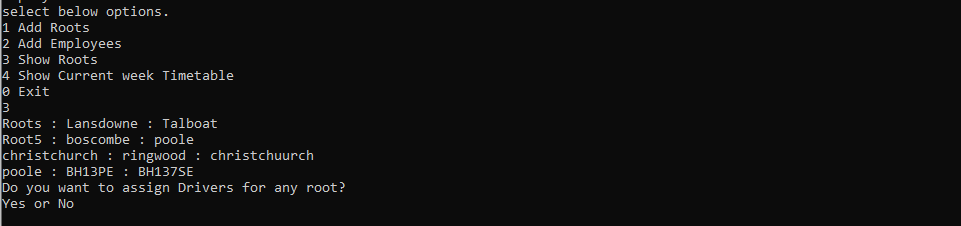 select below options.
1 Add Roots
2 Add Employees
3 Show Roots
4 Show Current week Timetable
0 Exit
3
Roots : Lansdowne : Talboat
Root5 : boscombe : poole
christchurch : ringwood : christchuurch
poole : BH13PE : BH137SE
Do you want to assign Drivers for any root?
Yes or No